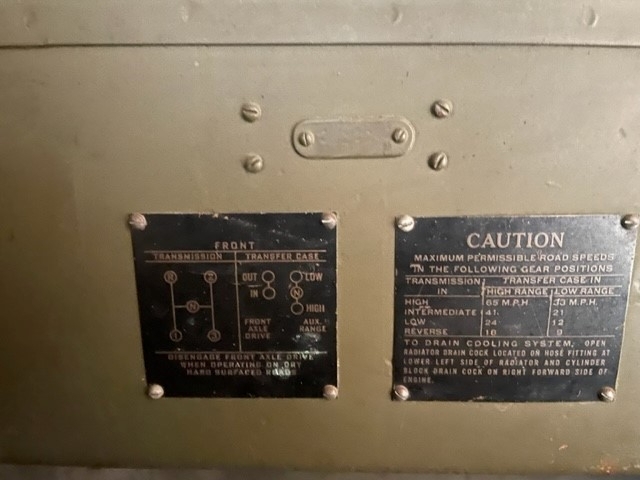 FRONT
TRANSMISSION TRANSFER CASE
R 2 OUT LOW
IN N
N HIGH
1 3 FRONT AXLE DRIVE AUX. RANGE
DISENGAGE FRONT AXLE DRIVE
WHEN OPERATING ON DRY
HARD SURFACED ROADS
CAUTION
MAXIMUM PERMISSIBLE ROAD SPEEDS
IN THE FOLLOWING GEAR POSITIONS
TRANSMISSION TRANSFER CASE IN
IN HIGH RANGE LOW RANGE
HIGH 65 M.P.H. 33 M.P.H.
INTERMEDIATE 41 21
LOW 24 12
REVERSE 18 9
TO DRAIN COOLING SYSTEM, OPEN
RADIATOR DRAIN COCK LOCATED ON HOSE FITTING AT
LOWER LEFT SIDE OF RADIATOR AND CYLINDER
BLOCK DRAIN COCK ON RIGHT FORWARD SIDE OF
ENGINE.